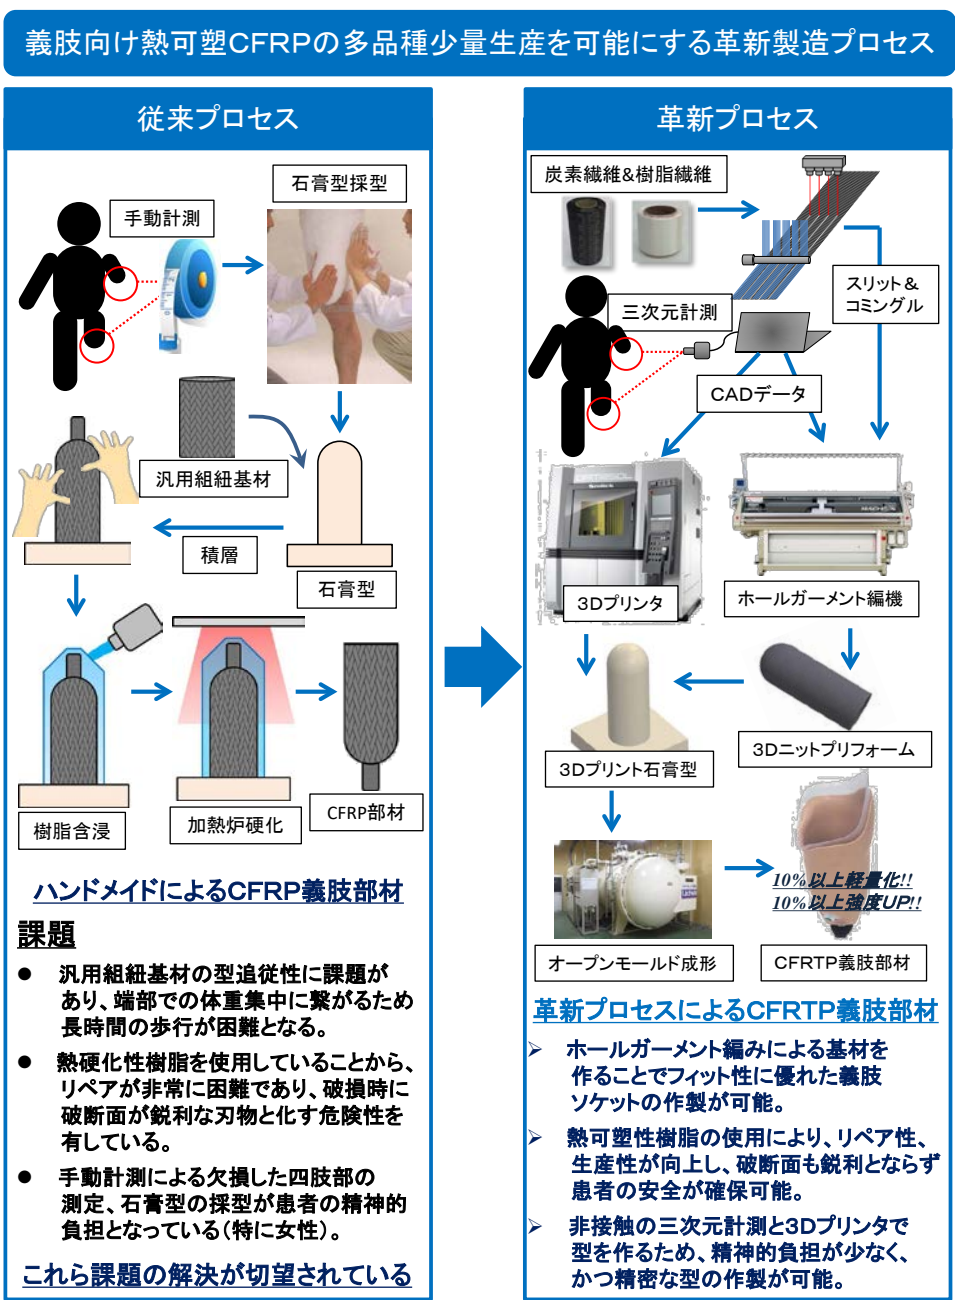 義肢向け熱可塑CFRPの多品種少量生産を可能にする革新製造プロセス
従来プロセス
手動計測
石膏型採型
汎用組紐基材
積層
石膏型
樹脂含浸
加熱炉硬化
CFRP部材
ハンドメイドによるCFRP義肢部材
課題
● 汎用組紐基材の型追従性に課題が
あり、端部での体重集中に繋がるため
長時間の歩行が困難となる。
● 熱硬化性樹脂を使用していることから、
リペアが非常に困難であり、破損時に
破断面が鋭利な刃物と化す危険性を
有している。
● 手動計測による欠損した四肢部の
測定、石膏型の採型が患者の精神的
負担となっている(特に女性)。
これら課題の解決が切望されている
革新プロセス
炭素繊維&樹脂繊維
スリット&
コミングル
三次元計測
CADデータ
3Dプリンタ
ホールガーメント編機
3Dプリント石膏型
3Dニットプリフォーム
10%以上軽量化!!
10%以上強度UP!!
オープンモールド成形
CFRTP義肢部材
革新プロセスによるCFRTP義肢部材
➢ ホールガーメント編みによる基材を
作ることでフィット性に優れた義肢
ソケットの作製が可能。
➢ 熱可塑性樹脂の使用により、リペア性、
生産性が向上し、破断面も鋭利とならず
患者の安全が確保可能。
➢ 非接触の三次元計測と3Dプリンタで
型を作るため、精神的負担が少なく、
かつ精密な型の作製が可能。